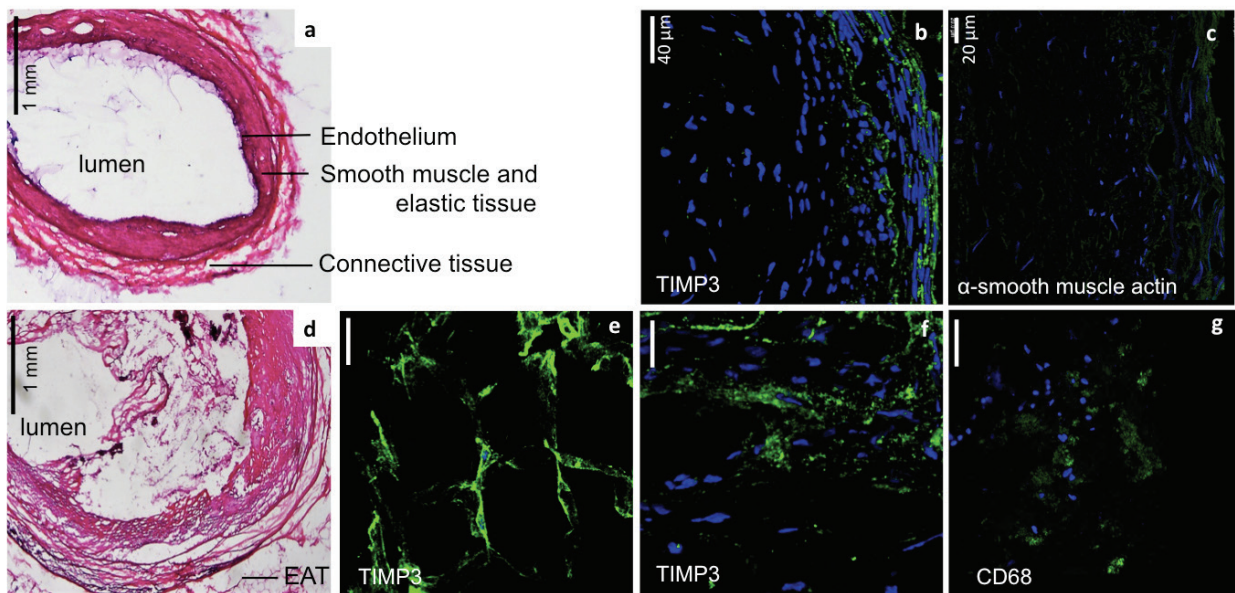 a
1 mm
lumen
Endothelium
Smooth muscle and
elastic tissue
Connective tissue
b
40 µm
TIMP3
c
20 µm
α-smooth muscle actin
d
1 mm
lumen
EAT
e
TIMP3
f
TIMP3
g
CD68